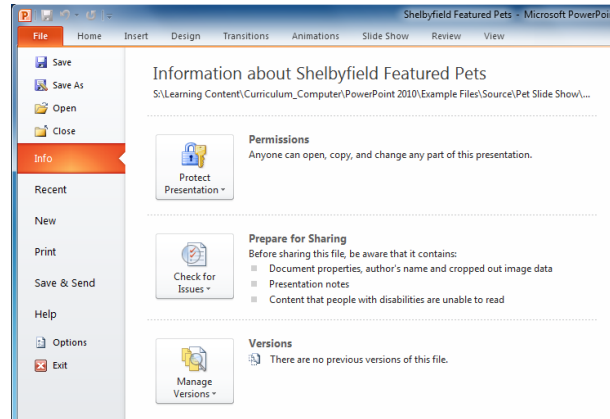 Shelbyfield Featured Pets - Microsoft PowerPoi
File Home Insert Design Transitions Animations Slide Show Review View
Save
Save As
Open
Close
Info
Recent
New
Print
Save & Send
Help
Options
Exit
Information about Shelbyfield Featured Pets
S:\Learning Content\Curriculum_Computer\PowerPoint 2010\Example Files\Source\Pet Slide Show\...
Protect
Presentation
Permissions
Anyone can open, copy, and change any part of this presentation.
Check for
Issues
Prepare for Sharing
Before sharing this file, be aware that it contains:
Document properties, author's name and cropped out image data
Presentation notes
Content that people with disabilities are unable to read
Manage
Versions
Versions
There are no previous versions of this file.